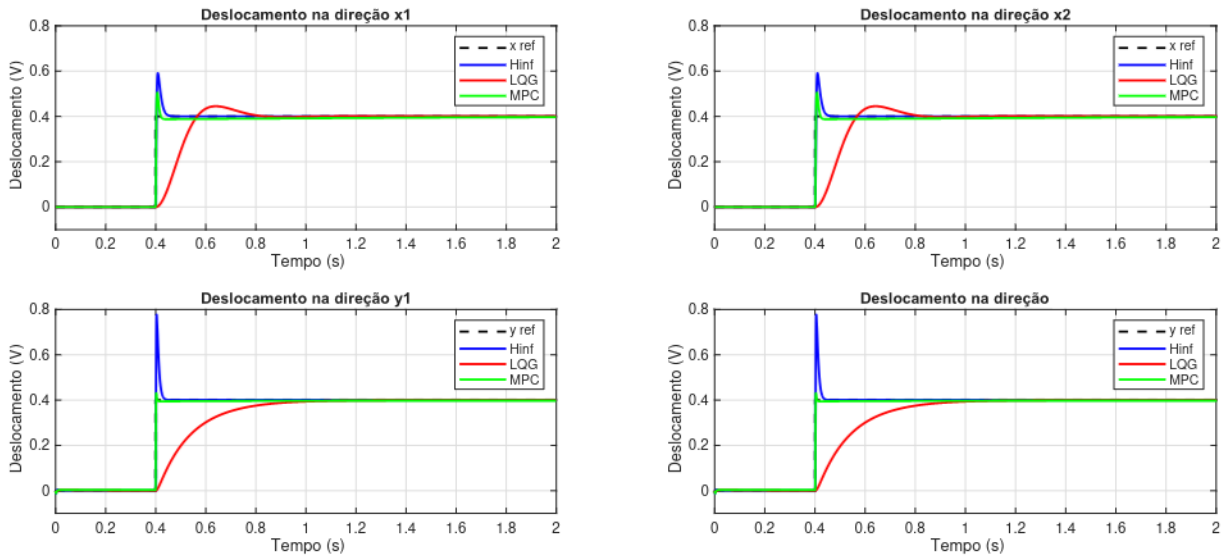 Deslocamento na direção x1
0.8
0.6
0.4
0.2
0
Deslocamento (V)
x ref
Hinf
LQG
MPC
0 0.2 0.4 0.6 0.8 1 1.2 1.4 1.6 1.8 2
Tempo (s)
Deslocamento na direção x2
0.8
0.6
0.4
0.2
0
Deslocamento (V)
x ref
Hinf
LQG
MPC
0 0.2 0.4 0.6 0.8 1 1.2 1.4 1.6 1.8 2
Tempo (s)
Deslocamento na direção y1
0.8
0.6
0.4
0.2
0
Deslocamento (V)
y ref
Hinf
LQG
MPC
0 0.2 0.4 0.6 0.8 1 1.2 1.4 1.6 1.8 2
Tempo (s)
Deslocamento na direção
0.8
0.6
0.4
0.2
0
Deslocamento (V)
y ref
Hinf
LQG
MPC
0 0.2 0.4 0.6 0.8 1 1.2 1.4 1.6 1.8 2
Tempo (s)